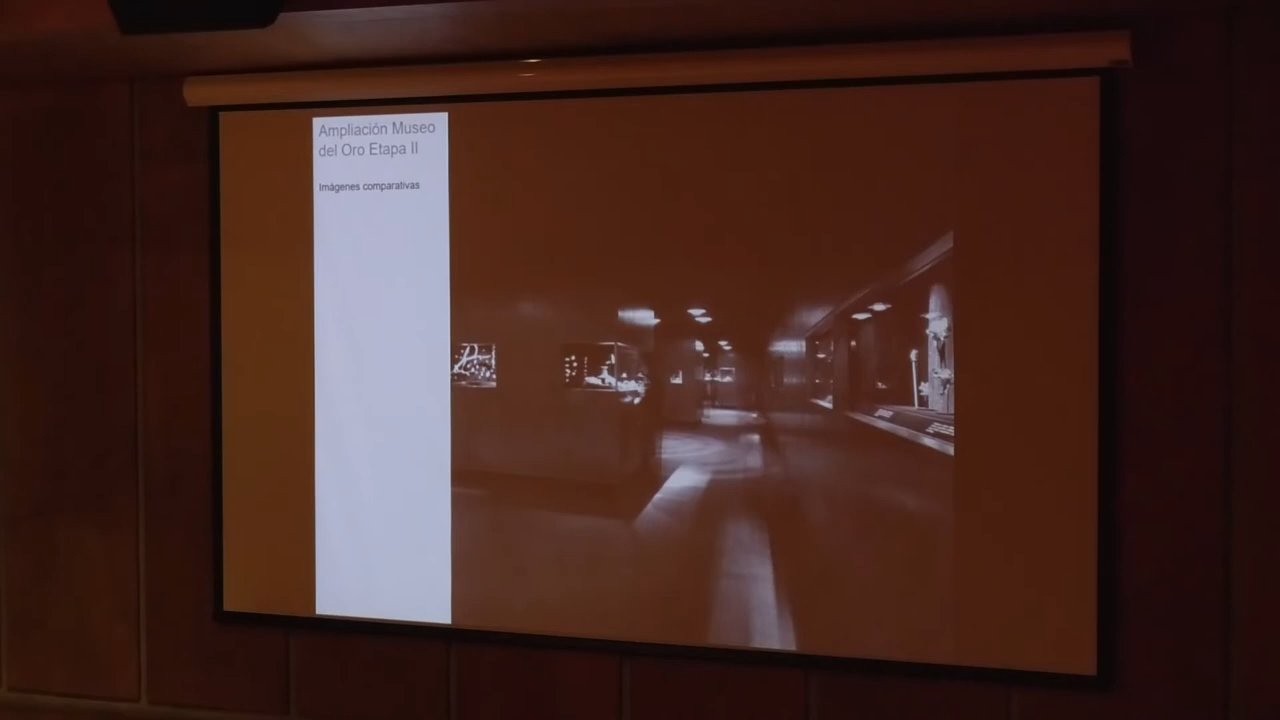 Ampliación Museo
del Oro Etapa II
Imágenes comparativas